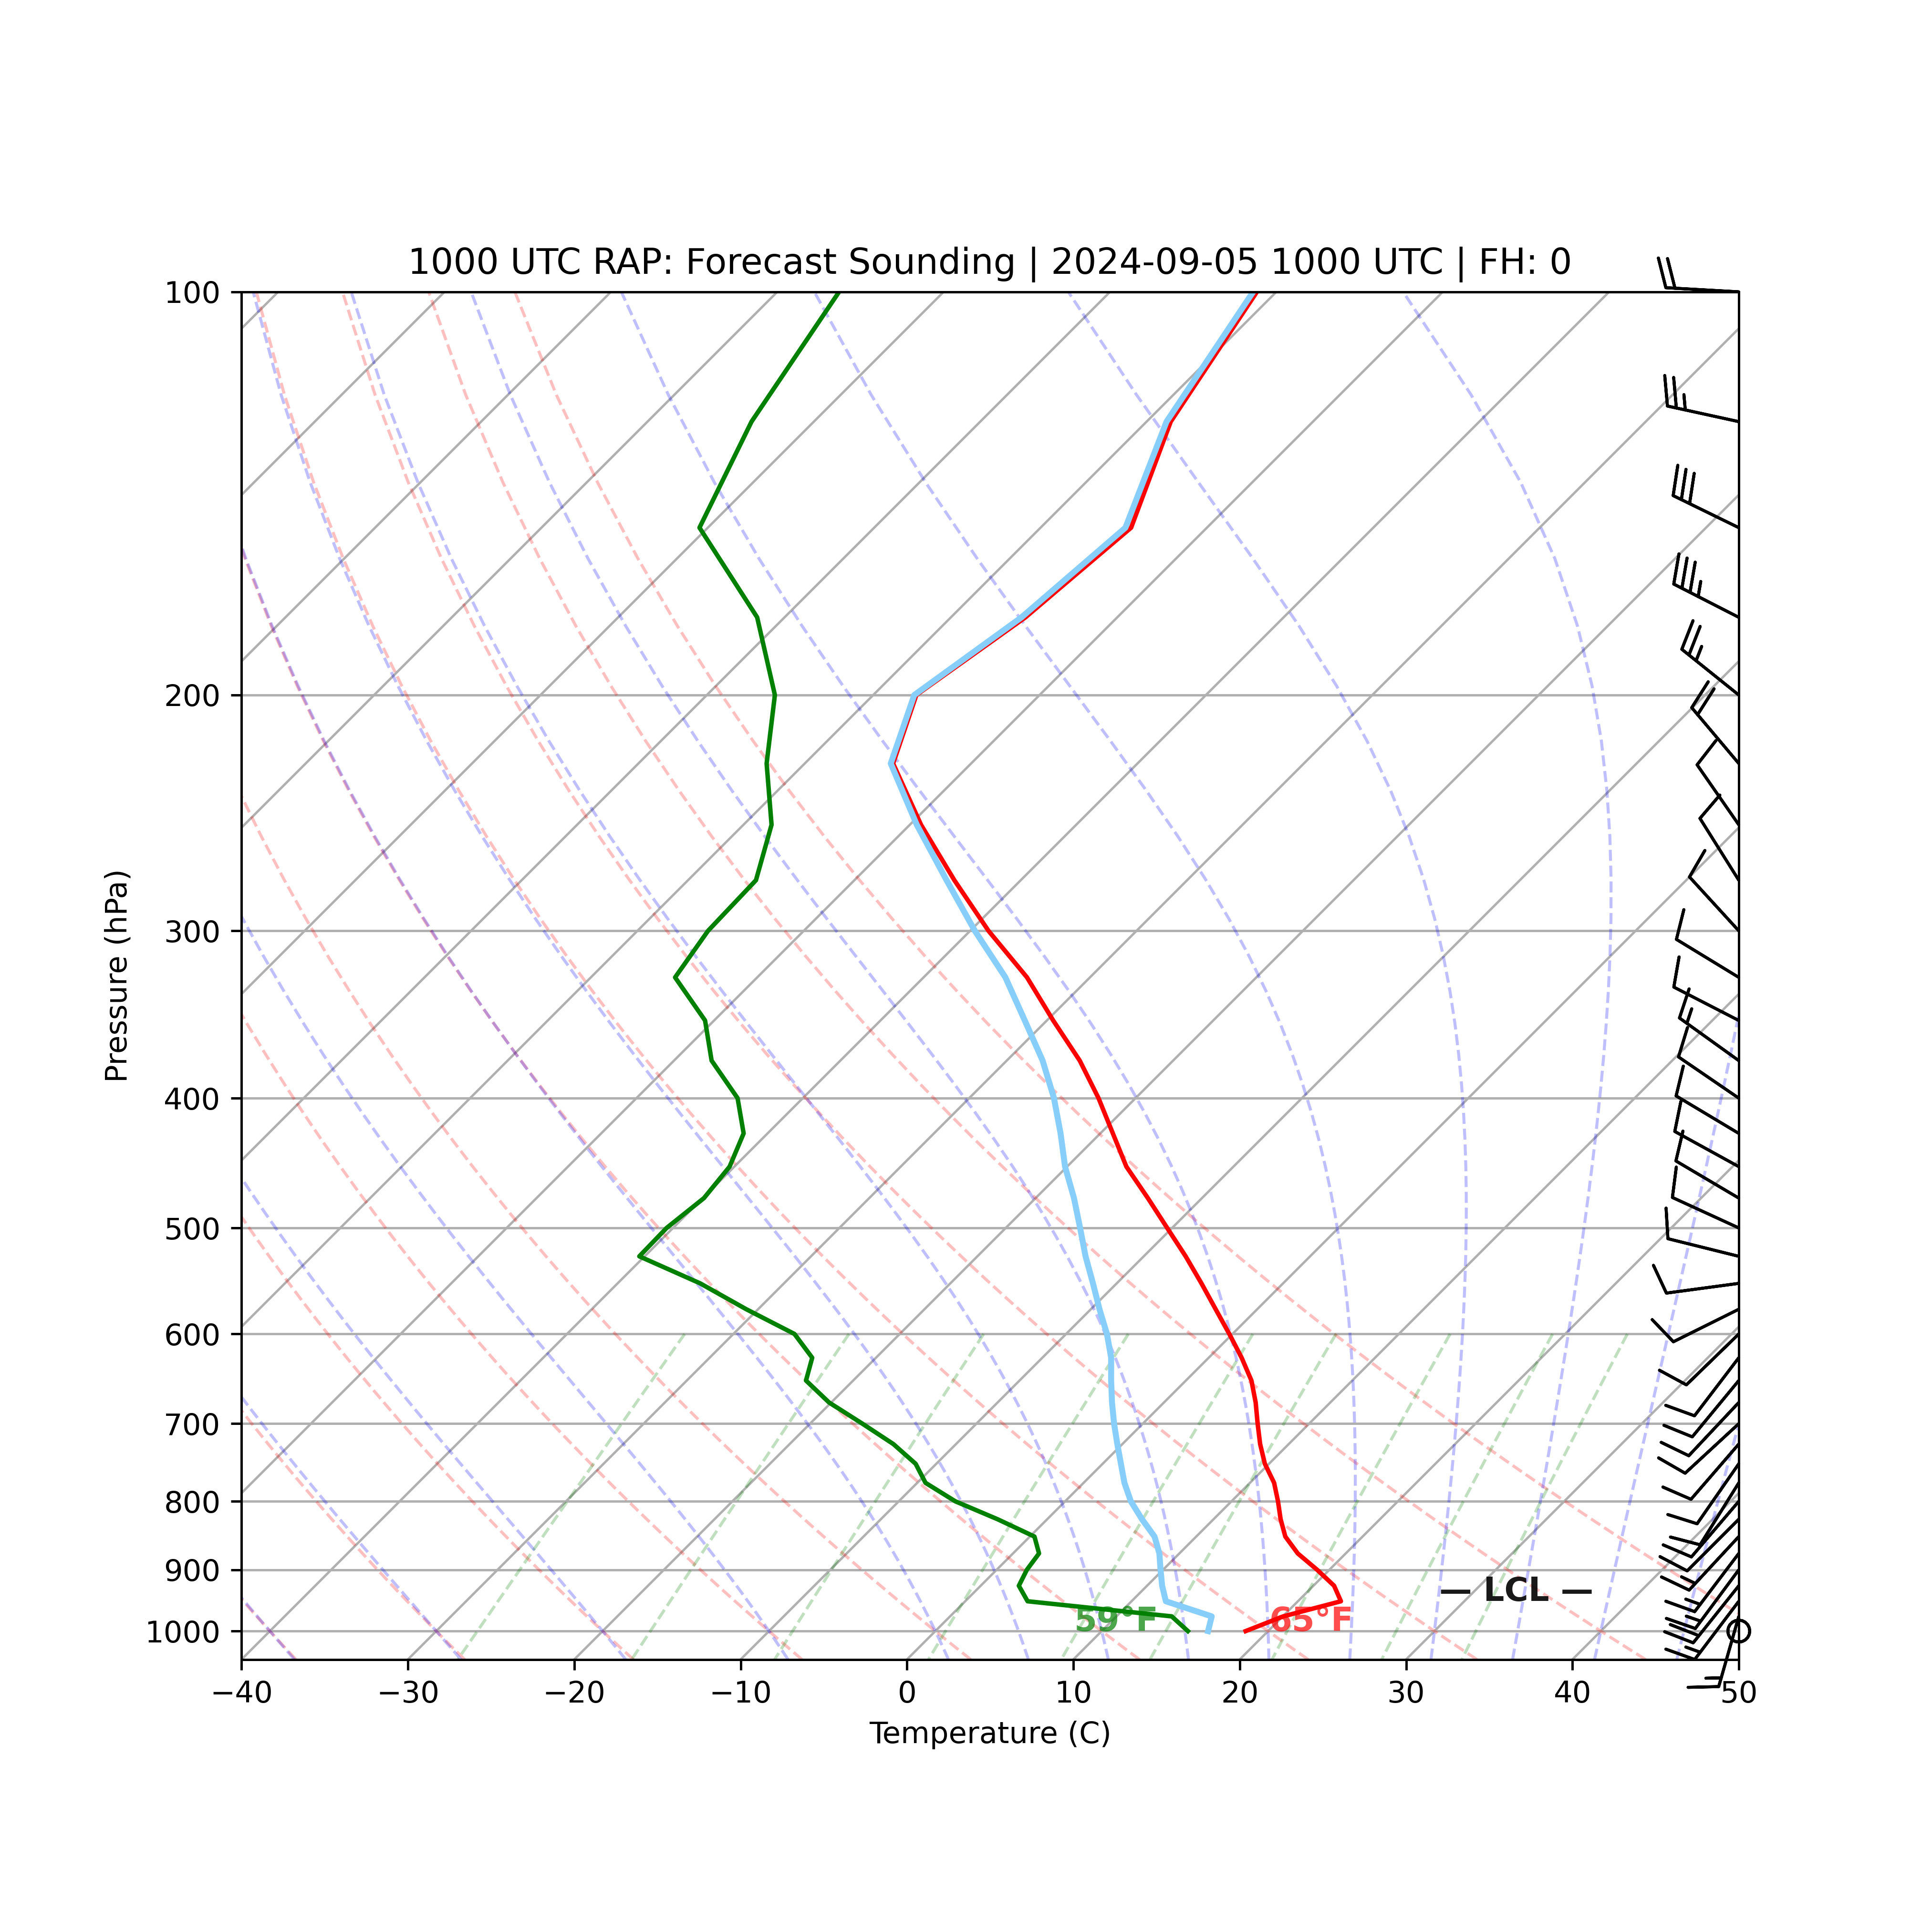 1000 UTC RAP: Forecast Sounding | 2024-09-05 1000 UTC | FH: 0
100
200
300
400
500
600
700
800
900
1000
Pressure (hPa)
— LCL —
59°F 65°F
−40 −30 −20 −10 0 10 20 30 40 50
Temperature (C)